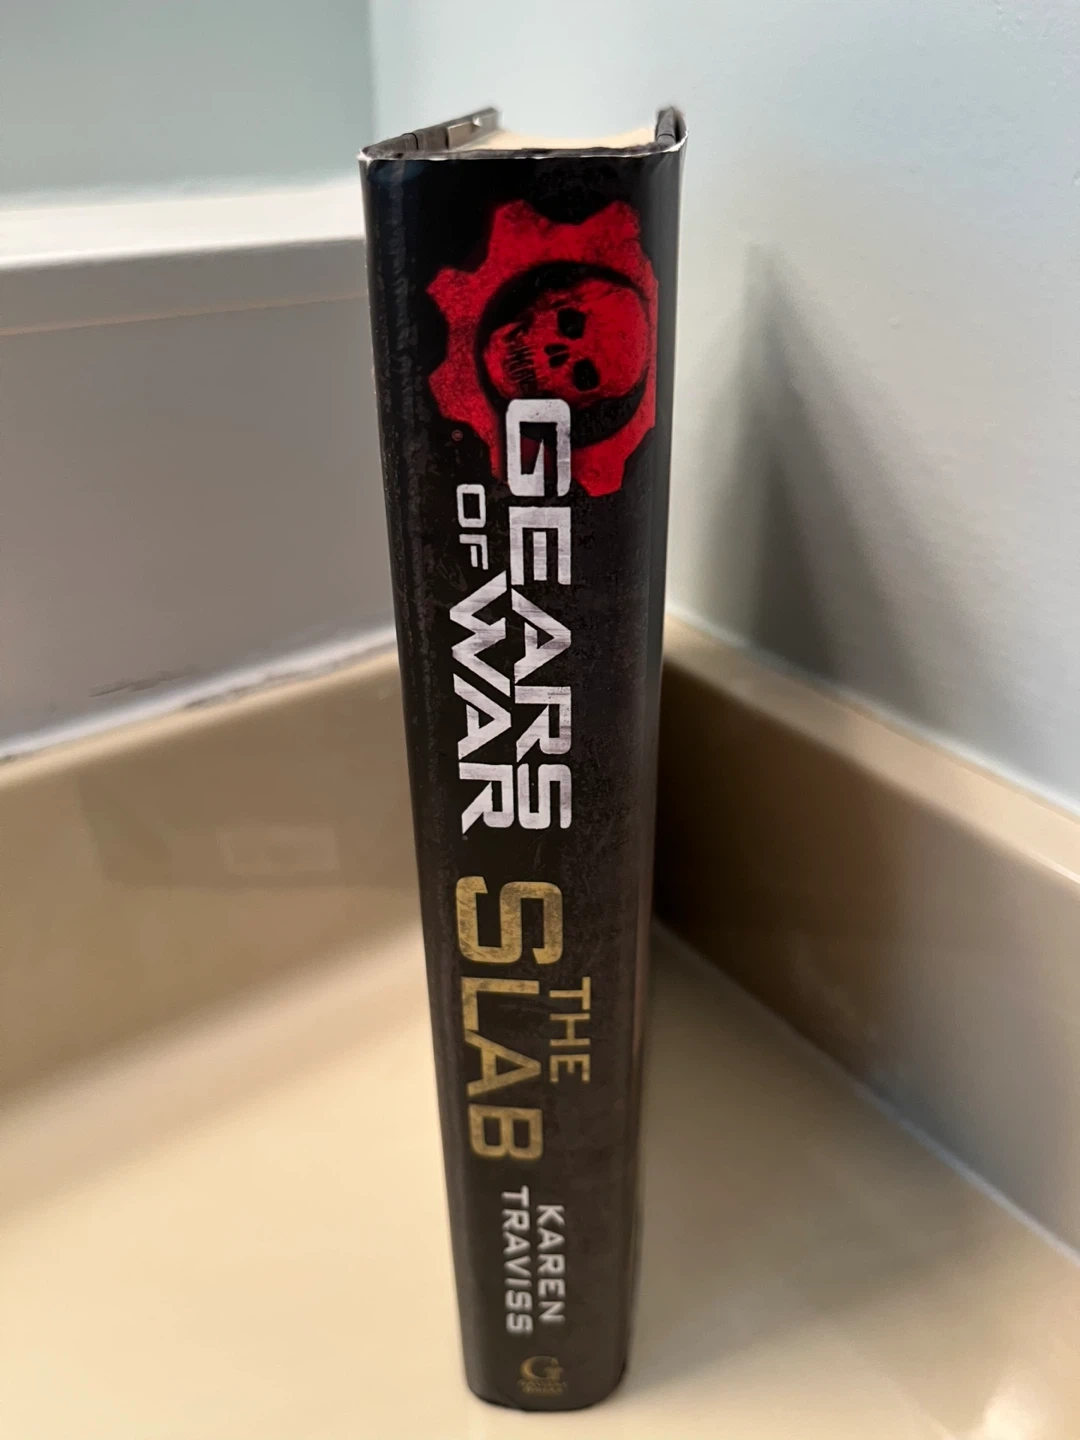 GEARS
OF WAR
THE
SLAB
KAREN
TRAVISS
G